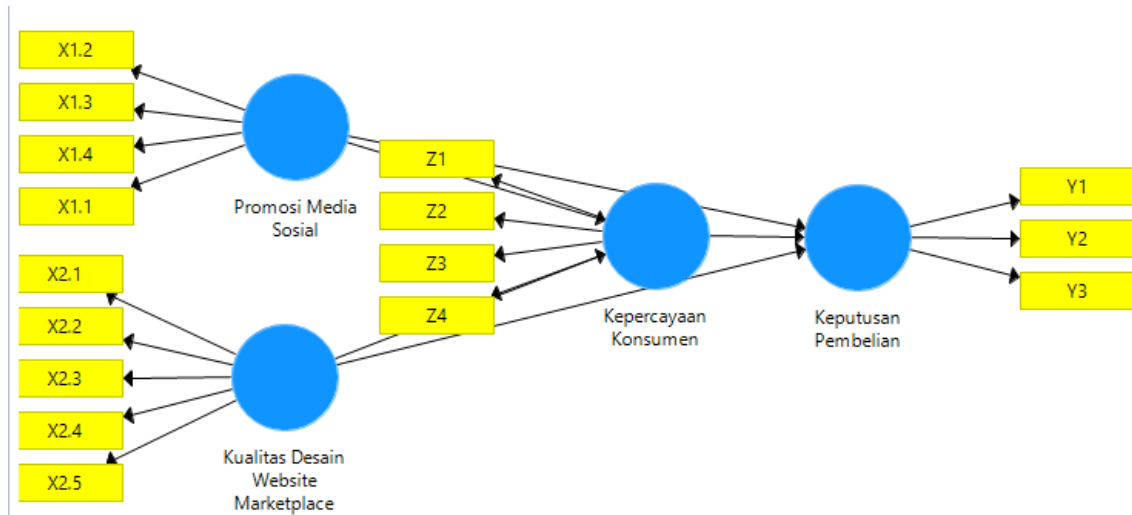 X1.2
X1.3
X1.4
X1.1
Promosi Media
Sosial
X2.1
X2.2
X2.3
X2.4
X2.5
Kualitas Desain
Website
Marketplace
Z1
Z2
Z3
Z4
Kepercayaan
Konsumen
Keputusan
Pembelian
Y1
Y2
Y3